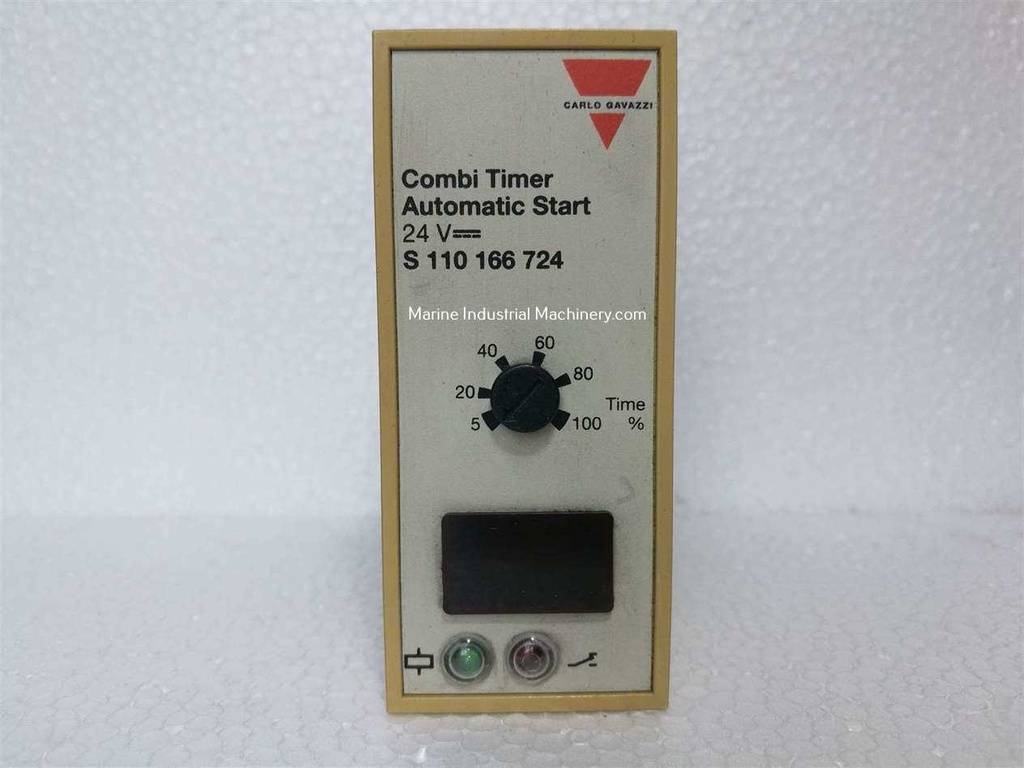 CARLO GAVAZZI
Combi Timer
Automatic Start
24 V⎓
S 110 166 724
Marine Industrial Machinery.com
60
40
80
20
Time
5
100
%